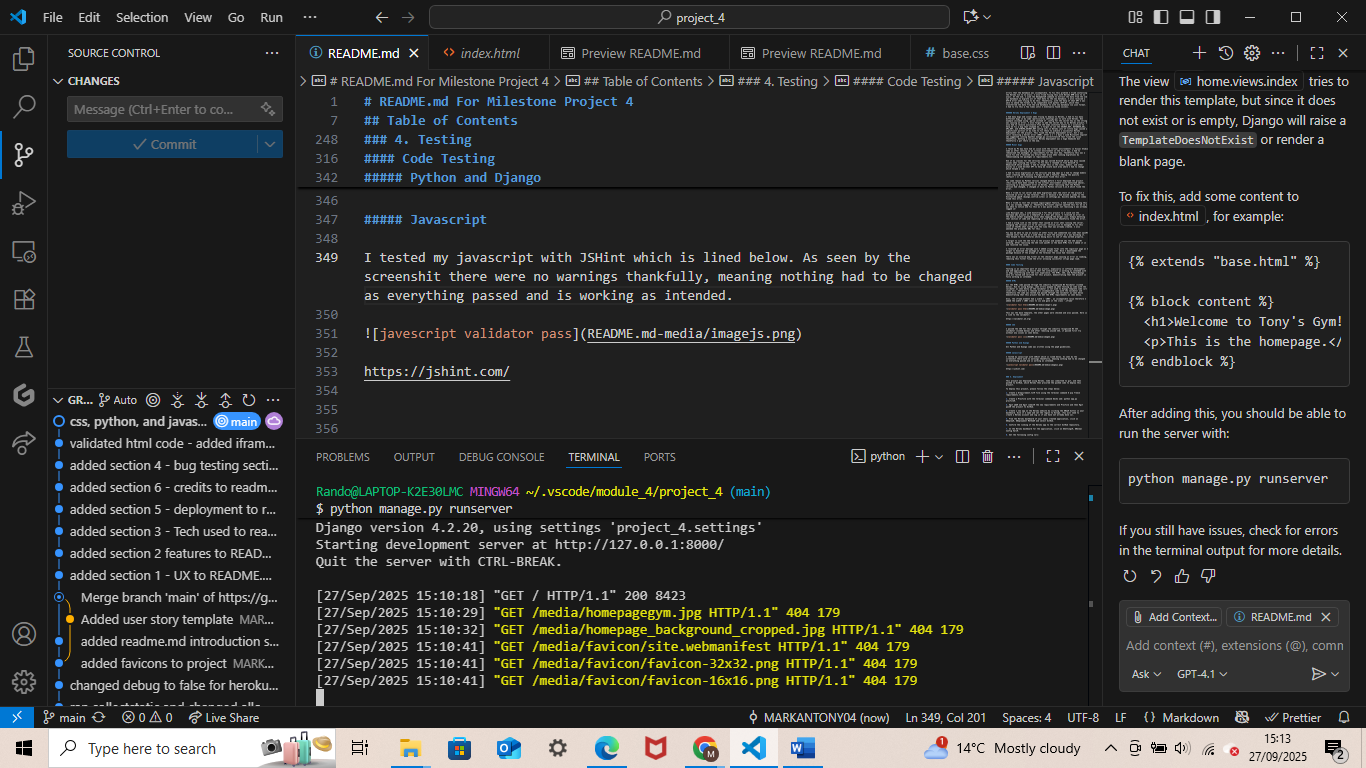 File Edit Selection View Go Run ··· project_4
SOURCE CONTROL
CHANGES
Message (Ctrl+Enter to co...
Commit
GR... Auto
css, python, and javas... main
validated html code - added ifram...
added section 4 - bug testing secti...
added section 6 - credits to readm...
added section 5 - deployment to r...
added section 3 - Tech used to rea...
added section 2 features to READ...
added section 1 - UX to README....
Merge branch 'main' of https://g...
Added user story template MAR...
added readme.md introduction s...
added favicons to project MARK...
changed debug to false for heroku...
README.md index.html Preview README.md Preview README.md base.css
# README.md For Milestone Project 4 > ## Table of Contents > ### 4. Testing > #### Code Testing > ##### Javascript
1 # README.md For Milestone Project 4
7 ## Table of Contents
248 ### 4. Testing
316 #### Code Testing
342 ##### Python and Django
346
347 ##### Javascript
348
349 I tested my javascript with JSHint which is lined below. As seen by the
screenshit there were no warnings thankfully, meaning nothing had to be changed
as everything passed and is working as intended.
350
351 ![javescript validator pass](README.md-media/imagejs.png)
352
353 https://jshint.com/
354
355
356
PROBLEMS OUTPUT DEBUG CONSOLE TERMINAL PORTS python
Rando@LAPTOP-K2E30LMC MINGW64 ~/.vscode/module_4/project_4 (main)
$ python manage.py runserver
Django version 4.2.20, using settings 'project_4.settings'
Starting development server at http://127.0.0.1:8000/
Quit the server with CTRL-BREAK.
[27/Sep/2025 15:10:18] "GET / HTTP/1.1" 200 8423
[27/Sep/2025 15:10:29] "GET /media/homepagegym.jpg HTTP/1.1" 404 179
[27/Sep/2025 15:10:32] "GET /media/homepage_background_cropped.jpg HTTP/1.1" 404 179
[27/Sep/2025 15:10:41] "GET /media/favicon/site.webmanifest HTTP/1.1" 404 179
[27/Sep/2025 15:10:41] "GET /media/favicon/favicon-32x32.png HTTP/1.1" 404 179
[27/Sep/2025 15:10:41] "GET /media/favicon/favicon-16x16.png HTTP/1.1" 404 179
CHAT
The view home.views.index tries to
render this template, but since it does
not exist or is empty, Django will raise a
TemplateDoesNotExist or render a
blank page.
To fix this, add some content to
index.html, for example:
{% extends "base.html" %}
{% block content %}
<h1>Welcome to Tony's Gym!
<p>This is the homepage.</
{% endblock %}
After adding this, you should be able to
run the server with:
python manage.py runserver
If you still have issues, check for errors
in the terminal output for more details.
Add Context... README.md
Add context (#), extensions (@), comm
Ask GPT-4.1
main 0 0 Live Share MARKANTONY04 (now) Ln 349, Col 201 Spaces: 4 UTF-8 LF {} Markdown Prettier
Type here to search 1 14°C Mostly cloudy 15:13
27/09/2025 2